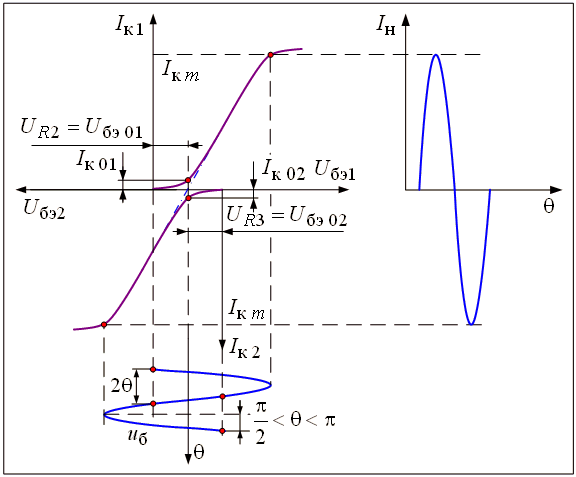 Iк1
Iн
Iк m
UR2 = Uбэ 01
Iк 01
Iк 02
Uбэ1
Uбэ2
θ
UR3 = Uбэ 02
Iк m
Iк 2
2θ
π/2 < θ < π
uб
θ